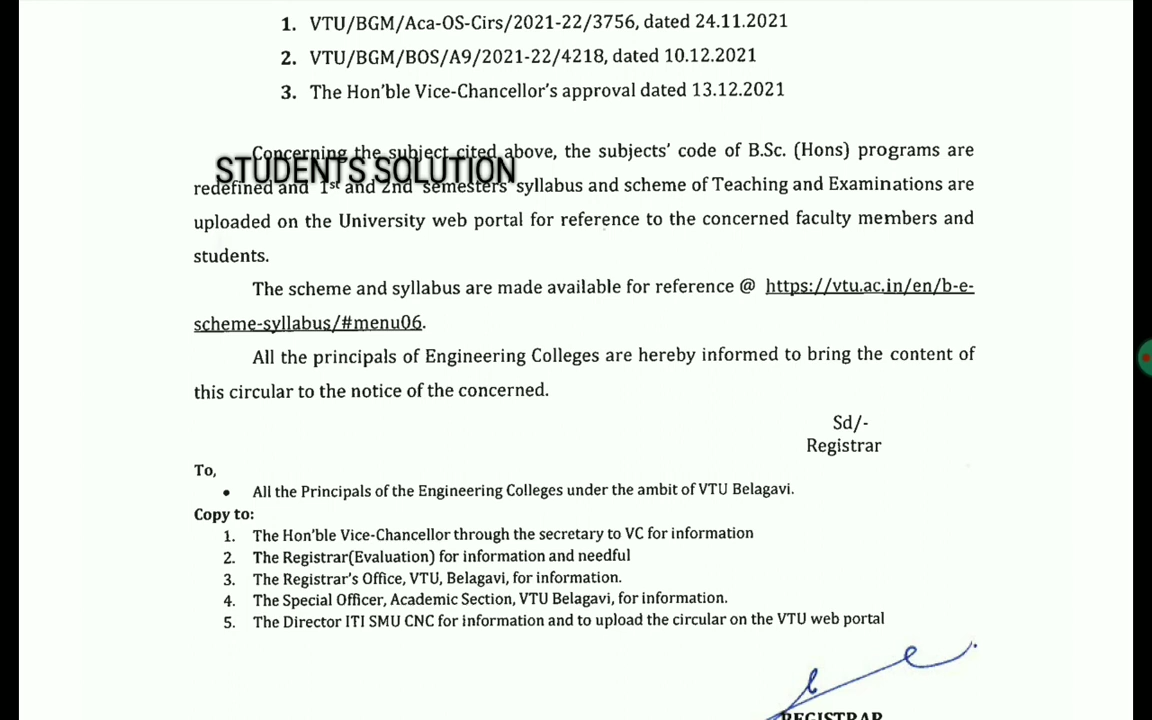 1. VTU/BGM/Aca-OS-Cirs/2021-22/3756, dated 24.11.2021
2. VTU/BGM/BOS/A9/2021-22/4218, dated 10.12.2021
3. The Hon'ble Vice-Chancellor's approval dated 13.12.2021
Concerning the subject cited above, the subjects' code of B.Sc. (Hons) programs are
STUDENTS SOLUTION
redefined and 1st and 2nd semesters syllabus and scheme of Teaching and Examinations are
uploaded on the University web portal for reference to the concerned faculty members and
students.
The scheme and syllabus are made available for reference @ https://vtu.ac.in/en/b-e-
scheme-syllabus/#menu06.
All the principals of Engineering Colleges are hereby informed to bring the content of
this circular to the notice of the concerned.
Sd/-
Registrar
To,
• All the Principals of the Engineering Colleges under the ambit of VTU Belagavi.
Copy to:
1. The Hon'ble Vice-Chancellor through the secretary to VC for information
2. The Registrar(Evaluation) for information and needful
3. The Registrar's Office, VTU, Belagavi, for information.
4. The Special Officer, Academic Section, VTU Belagavi, for information.
5. The Director ITI SMU CNC for information and to upload the circular on the VTU web portal
REGISTRAR